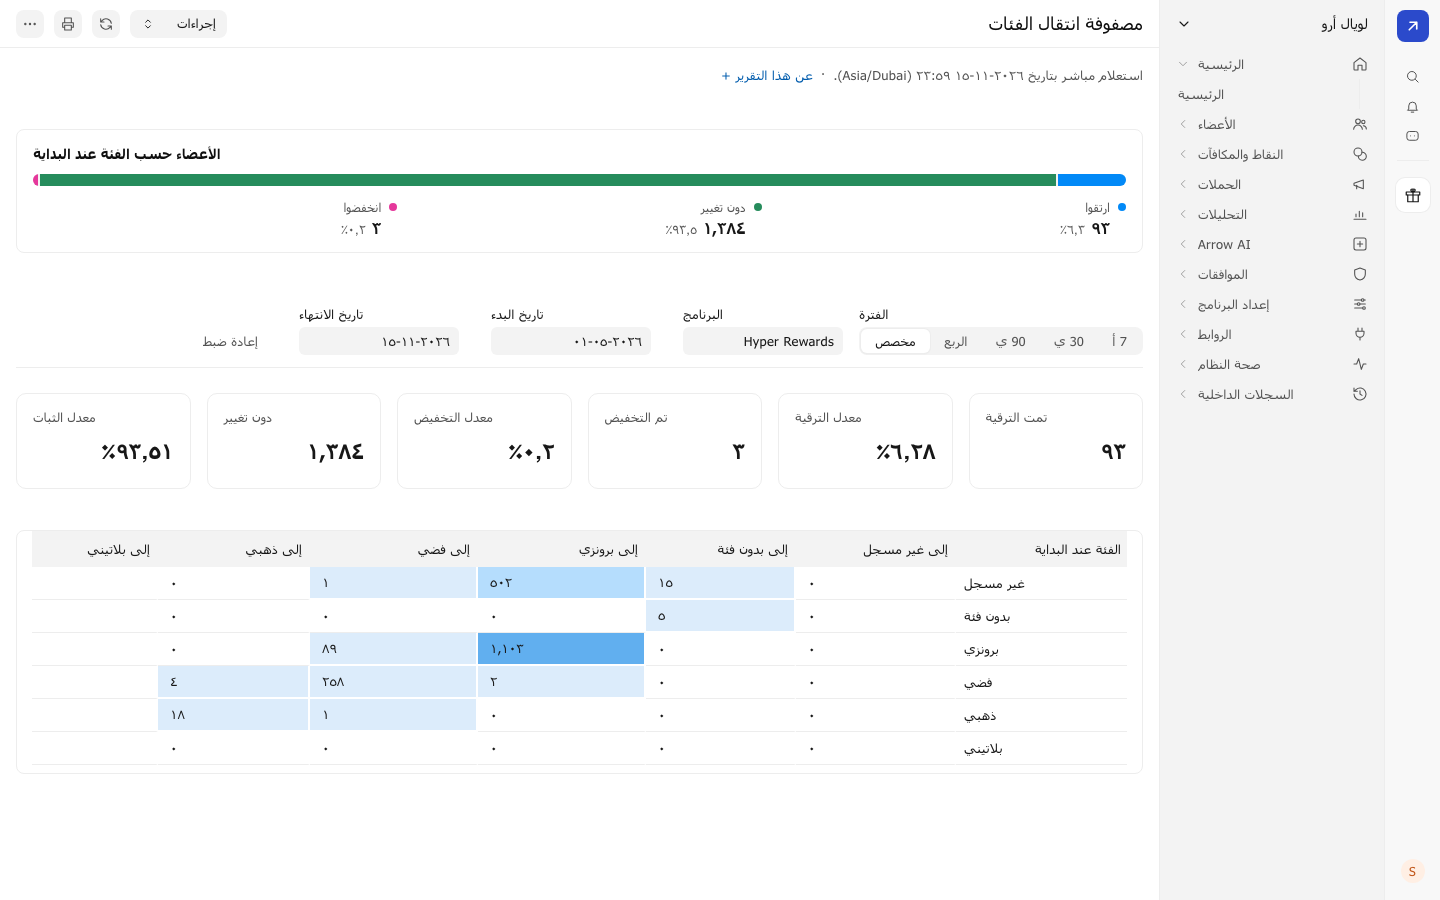 لويال أرو
الرئيسية
الرئيسية
الأعضاء
النقاط والمكافآت
الحملات
التحليلات
Arrow AI
الموافقات
إعداد البرنامج
الروابط
صحة النظام
السجلات الداخلية
S
مصفوفة انتقال الفئات
إجراءات
استعلام مباشر بتاريخ ٢٠٢٦-١١-١٥ ٢٣:٥٩ (Asia/Dubai). · عن هذا التقرير +
الأعضاء حسب الفئة عند البداية
ارتقوا
٩٣ ٦,٣٪
دون تغيير
١,٣٨٤ ٩٣,٥٪
انخفضوا
٣ ٠,٢٪
الفترة
7 أ 30 ي 90 ي الربع مخصص
البرنامج
Hyper Rewards
تاريخ البدء
٢٠٢٦-٠٥-٠١
تاريخ الانتهاء
٢٠٢٦-١١-١٥
إعادة ضبط
تمت الترقية
٩٣
معدل الترقية
٦,٢٨٪
تم التخفيض
٣
معدل التخفيض
٠,٢٪
دون تغيير
١,٣٨٤
معدل الثبات
٩٣,٥١٪
الفئة عند البداية إلى غير مسجل إلى بدون فئة إلى برونزي إلى فضي إلى ذهبي إلى بلاتيني
غير مسجل ٠ ١٥ ٥٠٢ ١ ٠
بدون فئة ٠ ٥ ٠ ٠ ٠
برونزي ٠ ٠ ١,١٠٣ ٨٩ ٠
فضي ٠ ٠ ٢ ٢٥٨ ٤
ذهبي ٠ ٠ ٠ ١ ١٨
بلاتيني ٠ ٠ ٠ ٠ ٠